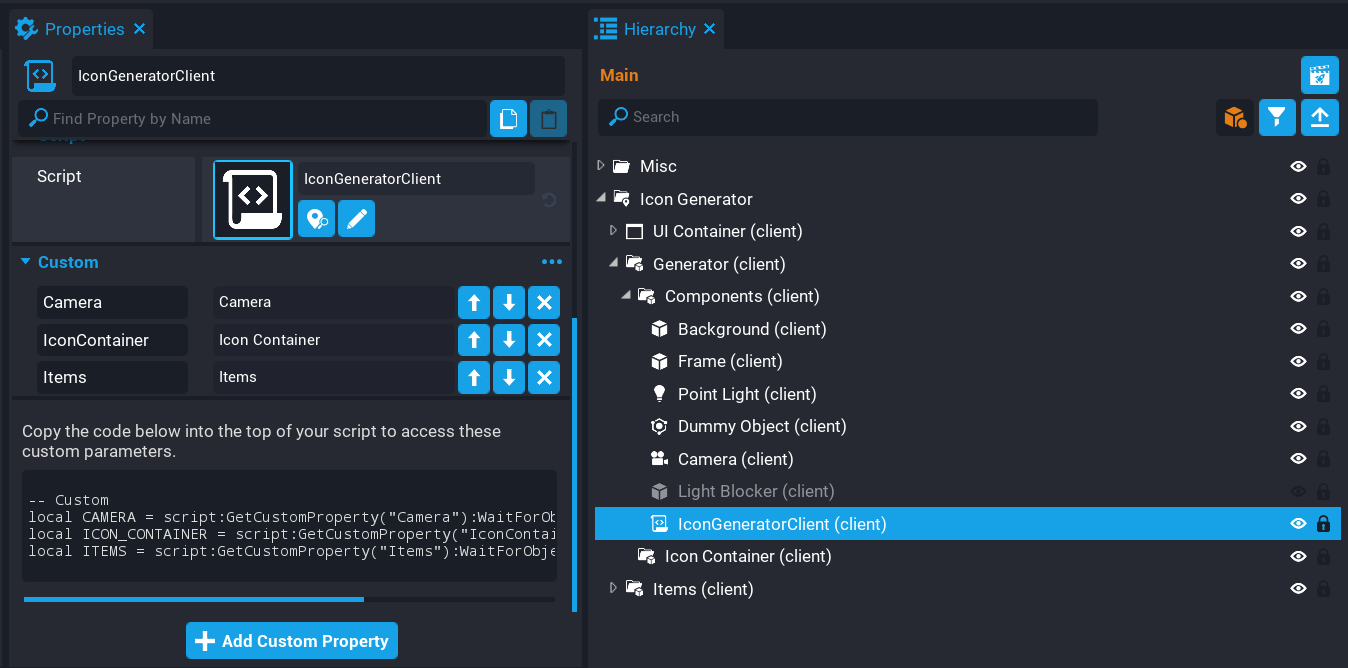 Properties
IconGeneratorClient
Find Property by Name
Script
Script
IconGeneratorClient
Custom
Camera
Camera
IconContainer
Icon Container
Items
Items
Copy the code below into the top of your script to access these
custom parameters.
-- Custom
local CAMERA = script:GetCustomProperty("Camera"):WaitForOb
local ICON_CONTAINER = script:GetCustomProperty("IconContai
local ITEMS = script:GetCustomProperty("Items"):WaitForObje
Add Custom Property
Hierarchy
Main
Search
Misc
Icon Generator
UI Container (client)
Generator (client)
Components (client)
Background (client)
Frame (client)
Point Light (client)
Dummy Object (client)
Camera (client)
Light Blocker (client)
IconGeneratorClient (client)
Icon Container (client)
Items (client)